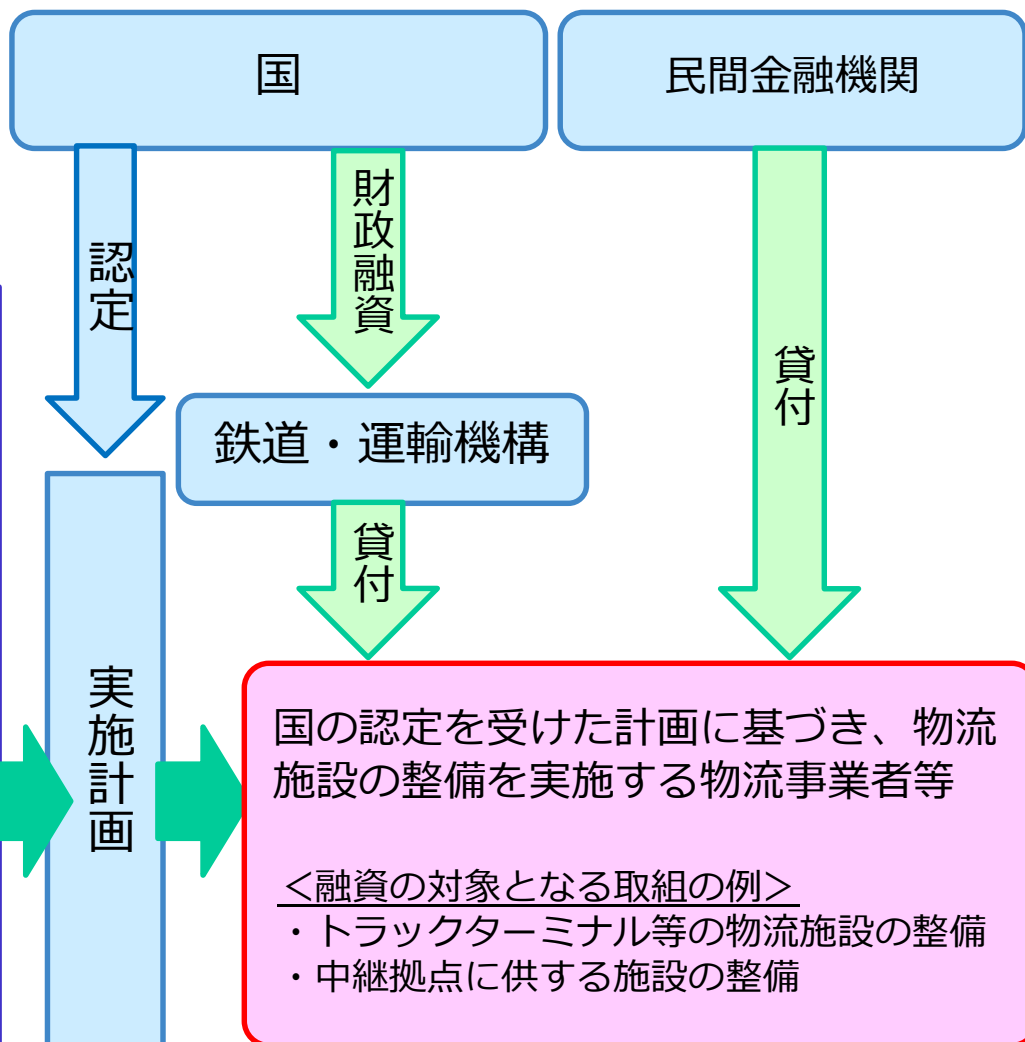 国
民間金融機関
認定
財政融資
貸付
鉄道・運輸機構
貸付
実施計画
国の認定を受けた計画に基づき、物流
施設の整備を実施する物流事業者等
＜融資の対象となる取組の例＞
・トラックターミナル等の物流施設の整備
・中継拠点に供する施設の整備